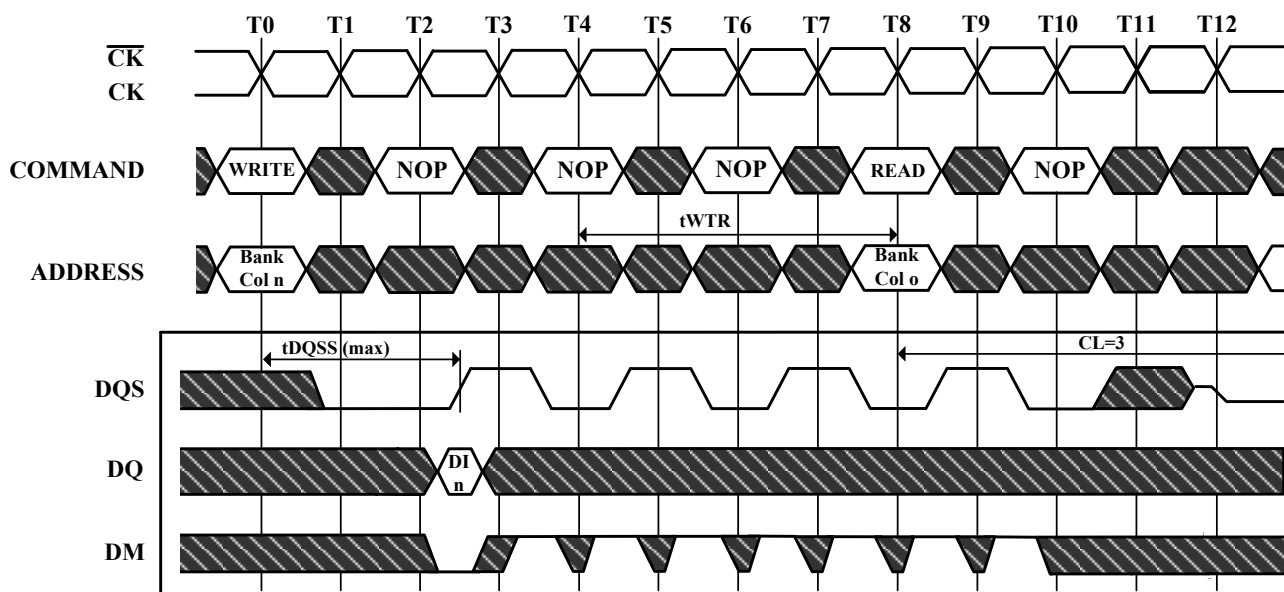 T0 T1 T2 T3 T4 T5 T6 T7 T8 T9 T10 T11 T12
CK
CK
COMMAND WRITE NOP NOP NOP READ NOP
tWTR
ADDRESS Bank Col n Bank Col o
tDQSS (max) CL=3
DQS
DQ DI n
DM